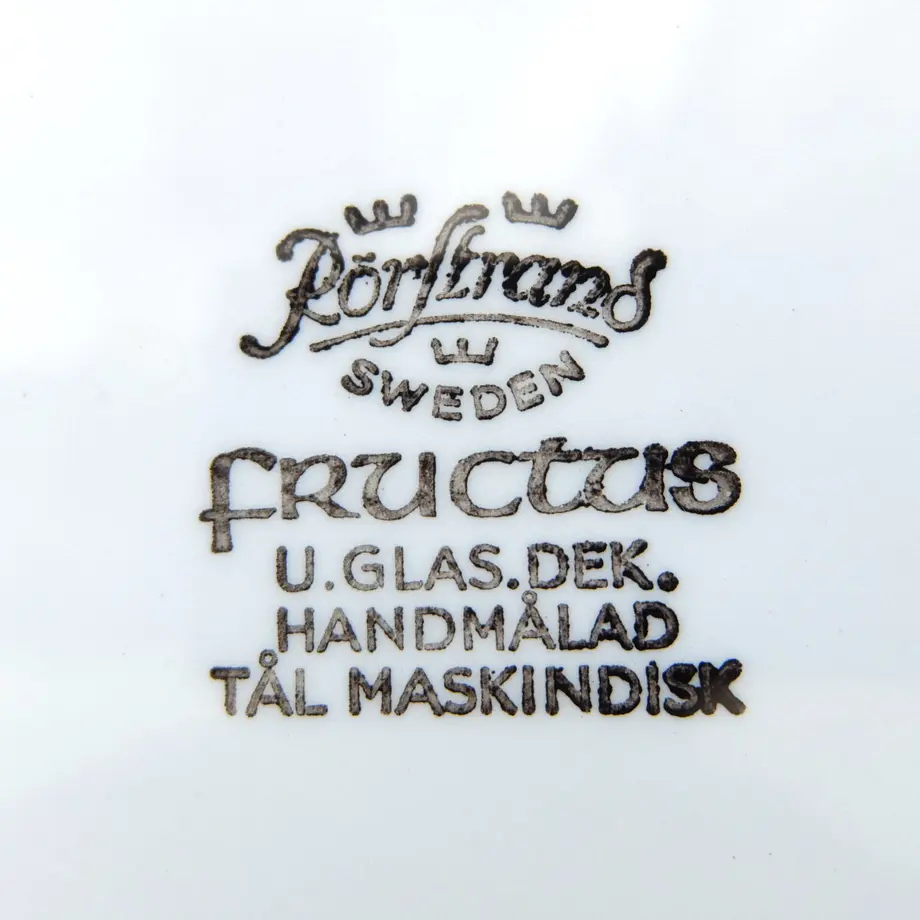 Rörstrand
SWEDEN
fructus
U.GLAS.DEK.
HANDMÅLAD
TÅL MASKINDISK